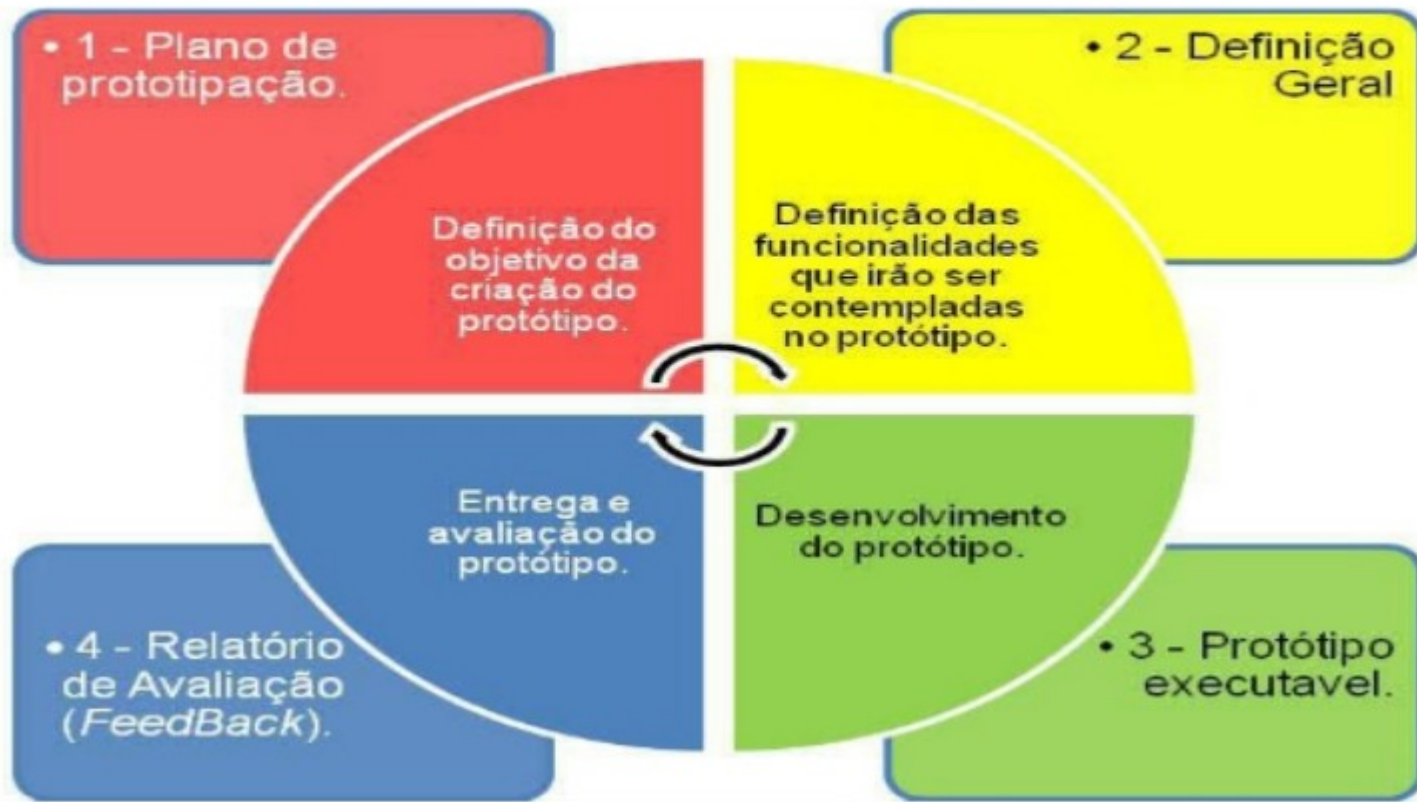 • 1 - Plano de
prototipação.
• 2 - Definição
Geral
Definição do
objetivo da
criação do
protótipo.
Definição das
funcionalidades
que irão ser
contempladas
no protótipo.
Entrega e
avaliação do
protótipo.
Desenvolvimento
do protótipo.
• 4 - Relatório
de Avaliação
(FeedBack).
• 3 - Protótipo
executavel.